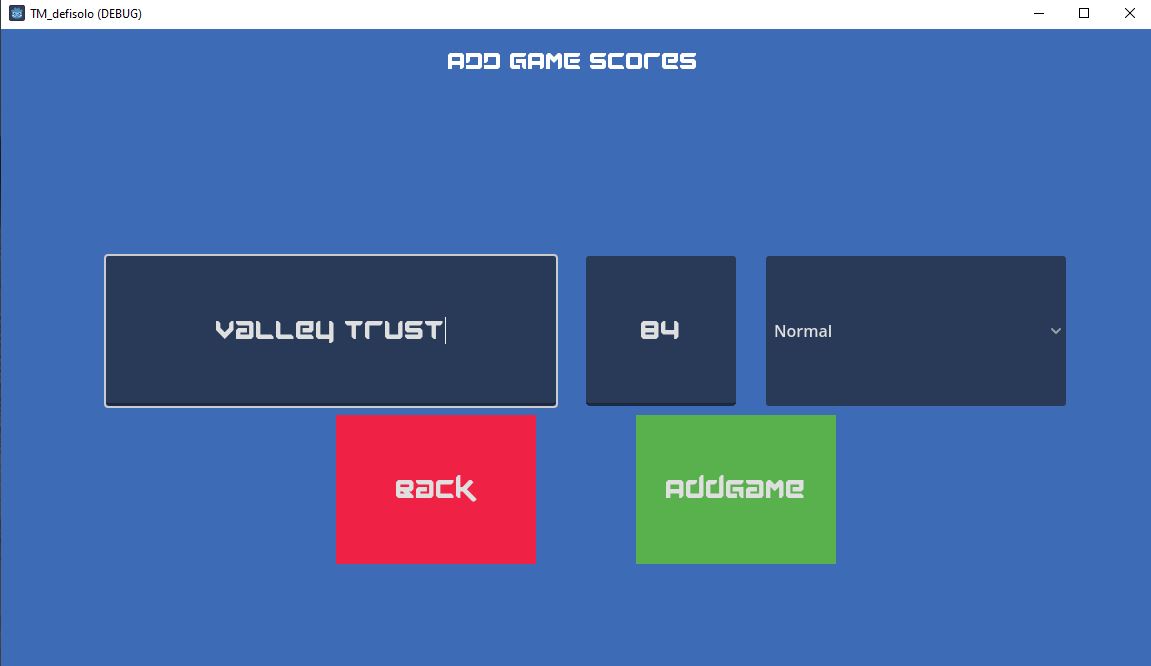 TM_defisolo (DEBUG)
ADD GAME SCORES
Valley Trust
84
Normal
Back
AddGame